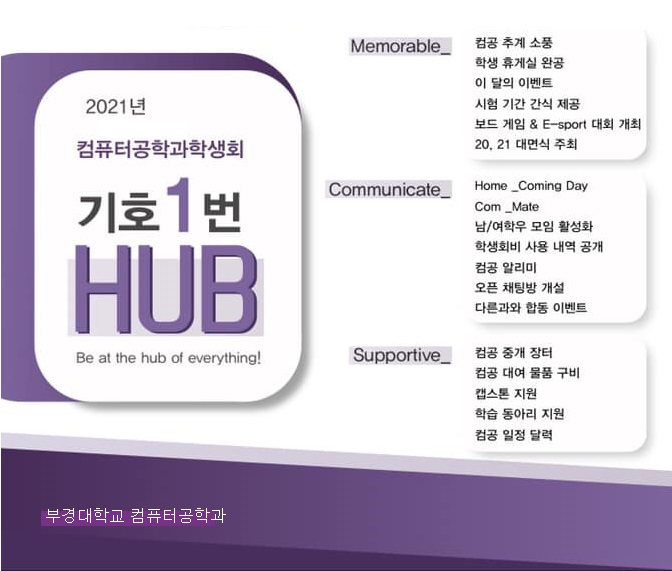 2021년
컴퓨터공학과학생회
기호1번
HUB
Be at the hub of everything!
Memorable_
컴공 추계 소풍
학생 휴게실 완공
이 달의 이벤트
시험 기간 간식 제공
보드 게임 & E-sport 대회 개최
20, 21 대면식 주최
Communicate_
Home _Coming Day
Com _Mate
남/여학우 모임 활성화
학생회비 사용 내역 공개
컴공 알리미
오픈 채팅방 개설
다른과와 합동 이벤트
Supportive_
컴공 중개 장터
컴공 대여 물품 구비
캡스톤 지원
학습 동아리 지원
컴공 일정 달력
부경대학교 컴퓨터공학과